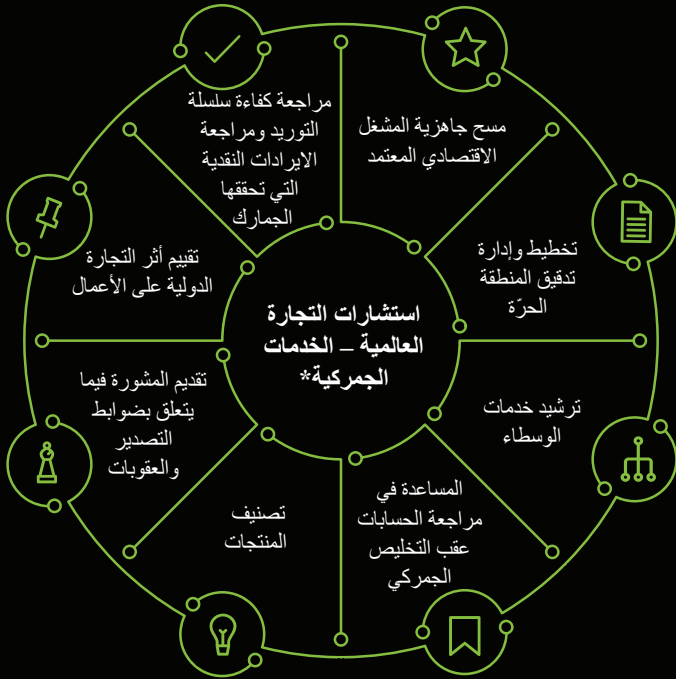 استشارات التجارة
العالمية – الخدمات
الجمركية*
مسح جاهزية المشغل
الاقتصادي المعتمد
تخطيط وإدارة
تدقيق المنطقة
الحرّة
ترشيد خدمات
الوسطاء
المساعدة في
مراجعة الحسابات
عقب التخليص
الجمركي
تصنيف
المنتجات
تقديم المشورة فيما
يتعلق بضوابط
التصدير
والعقوبات
تقييم أثر التجارة
الدولية على الأعمال
مراجعة كفاءة سلسلة
التوريد ومراجعة
الايرادات النقدية
التي تحققها
الجمارك